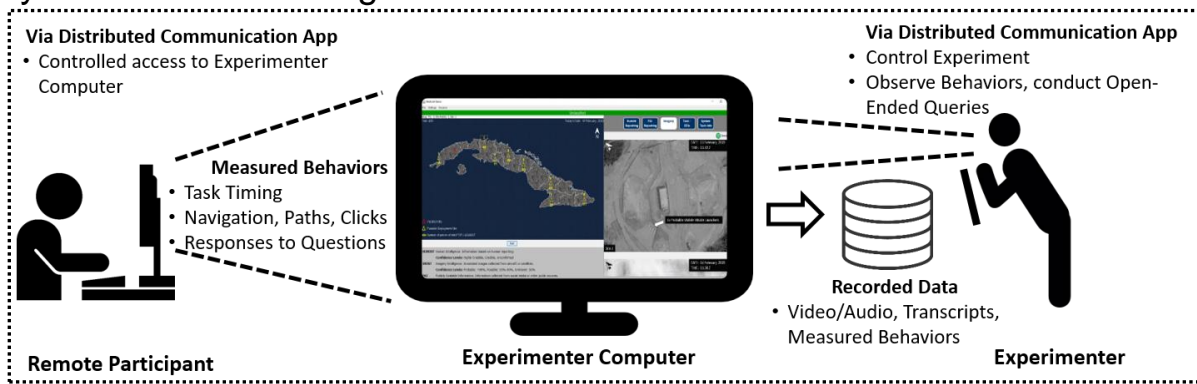 Via Distributed Communication App
• Controlled access to Experimenter
Computer
Measured Behaviors
• Task Timing
• Navigation, Paths, Clicks
• Responses to Questions
Remote Participant
Experimenter Computer
Via Distributed Communication App
• Control Experiment
• Observe Behaviors, conduct Open-
Ended Queries
Recorded Data
• Video/Audio, Transcripts,
Measured Behaviors
Experimenter